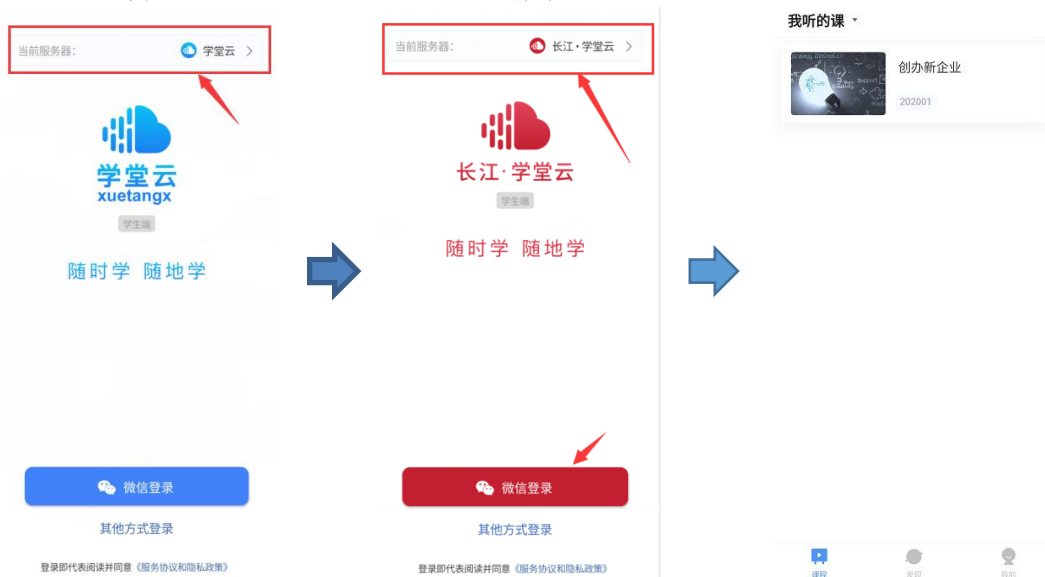 当前服务器：
学堂云
学堂云
xuetangx
学生端
随时学 随地学
微信登录
其他方式登录
登录即代表阅读并同意《服务协议和隐私政策》
当前服务器：
长江·学堂云
长江·学堂云
学生端
随时学 随地学
微信登录
其他方式登录
登录即代表阅读并同意《服务协议和隐私政策》
我听的课
创办新企业
202001
课程
发现
我的